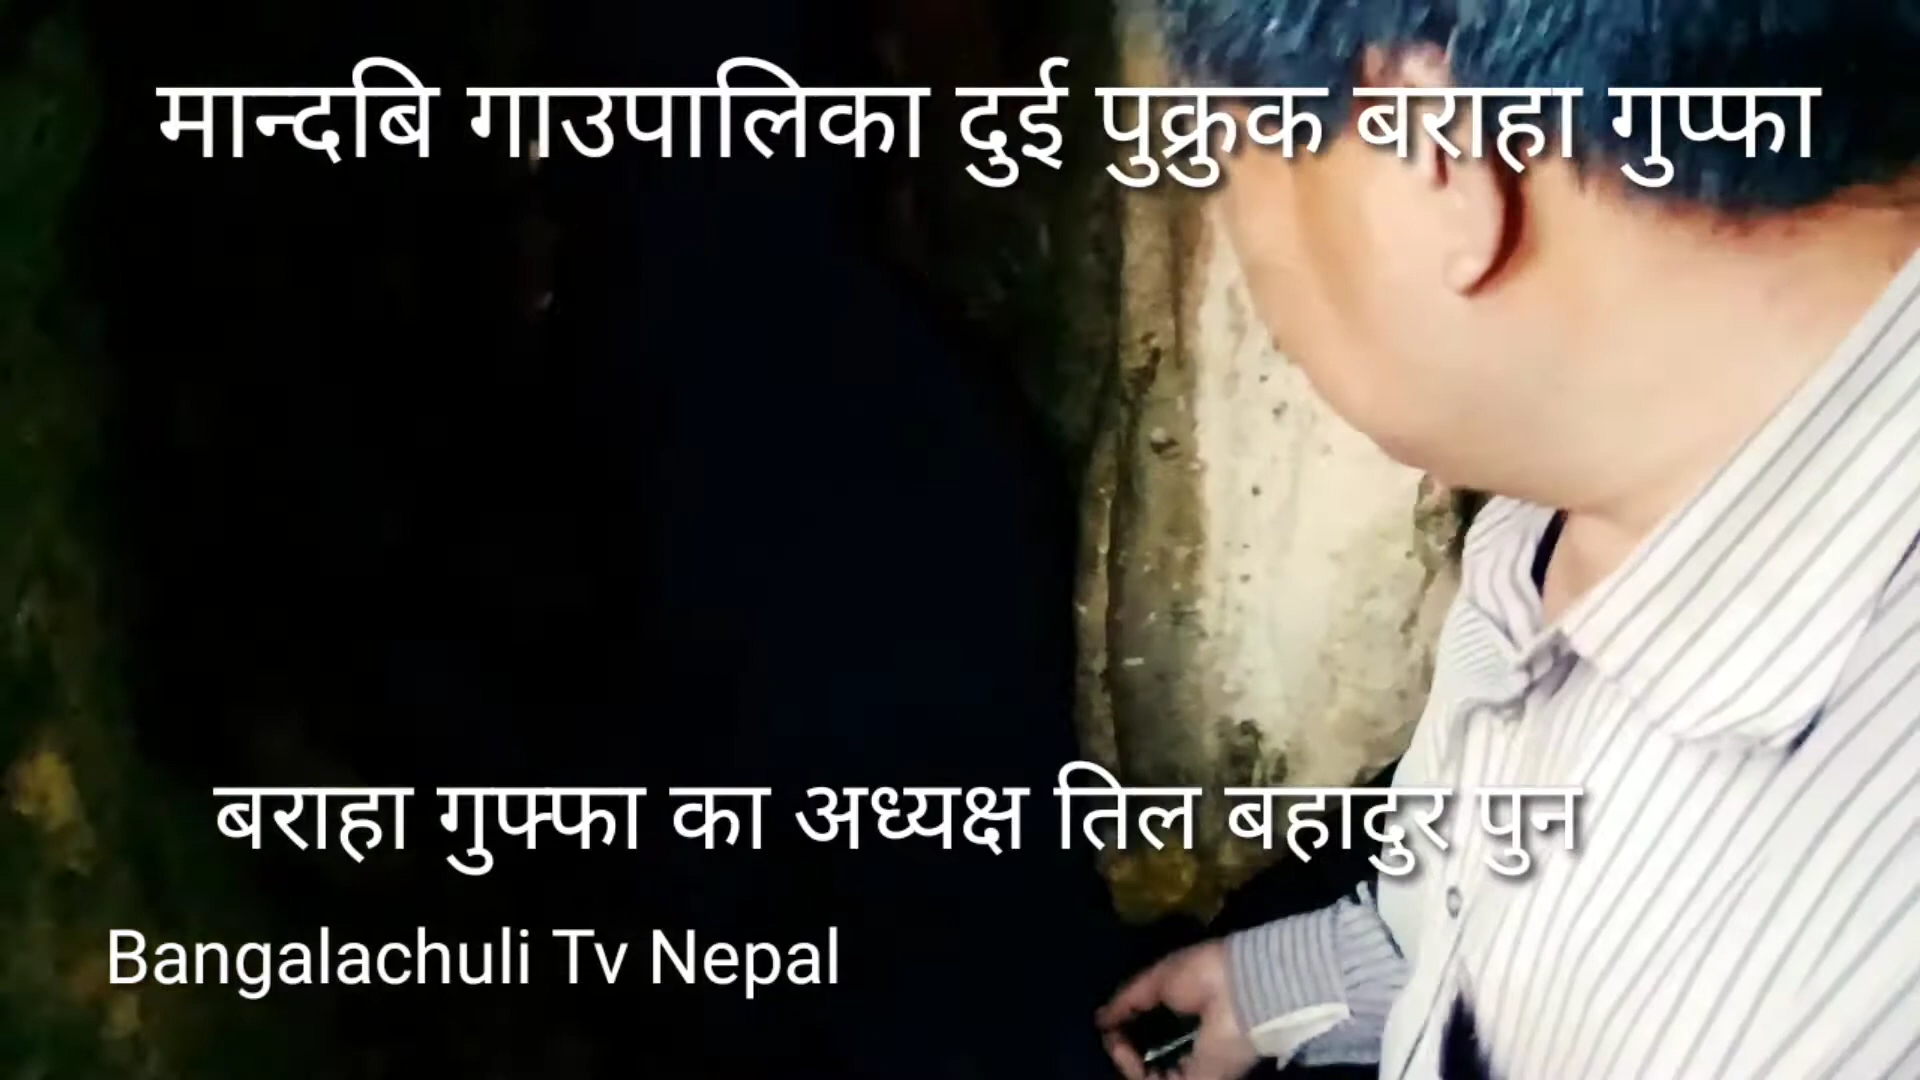 मान्दबि गाउपालिका दुई पुक्रुक बराहा गुप्फा
बराहा गुफ्फा का अध्यक्ष तिल बहादुर पुन
Bangalachuli Tv Nepal